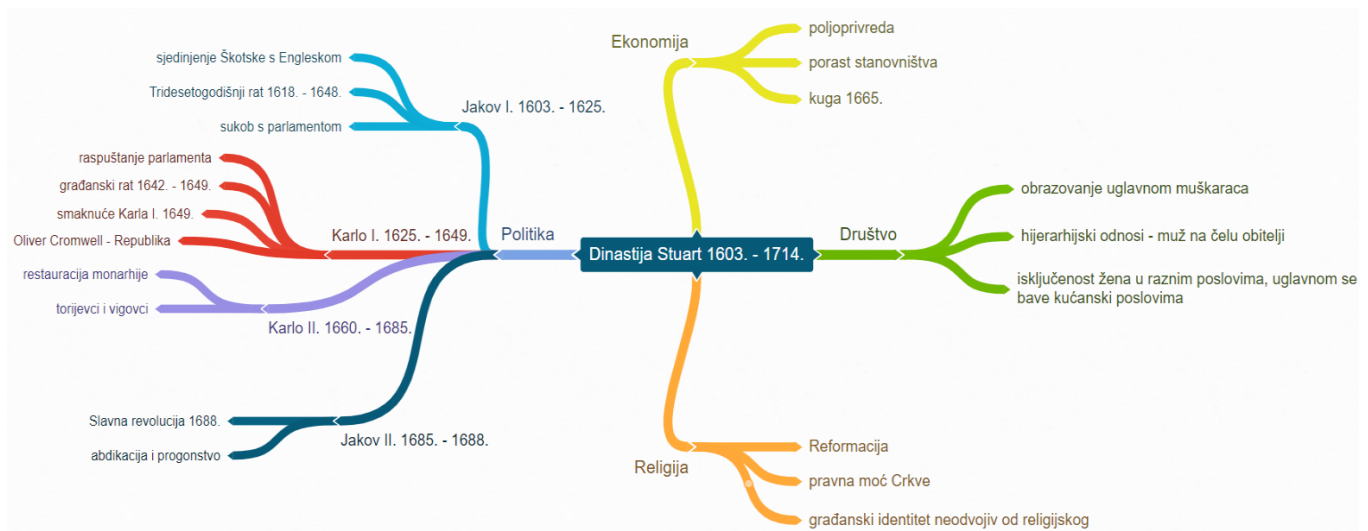 Dinastija Stuart 1603. - 1714.
Politika
Jakov I. 1603. - 1625.
sjedinjenje Škotske s Engleskom
Tridesetogodišnji rat 1618. - 1648.
sukob s parlamentom
Karlo I. 1625. - 1649.
raspuštanje parlamenta
građanski rat 1642. - 1649.
smaknuće Karla I. 1649.
Oliver Cromwell - Republika
Karlo II. 1660. - 1685.
restauracija monarhije
torijevci i vigovci
Jakov II. 1685. - 1688.
Slavna revolucija 1688.
abdikacija i progonstvo
Ekonomija
poljoprivreda
porast stanovništva
kuga 1665.
Društvo
obrazovanje uglavnom muškaraca
hijerarhijski odnosi - muž na čelu obitelji
isključenost žena u raznim poslovima, uglavnom se
bave kućanski poslovima
Religija
Reformacija
pravna moć Crkve
građanski identitet neodvojiv od religijskog